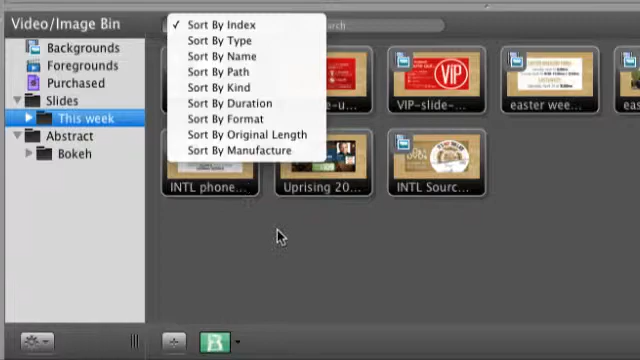 Video/Image Bin
✓ Sort By Index
Sort By Type
Sort By Name
Sort By Path
Sort By Kind
Sort By Duration
Sort By Format
Sort By Original Length
Sort By Manufacture
Backgrounds
Foregrounds
Purchased
Slides
This week
Abstract
Bokeh
VIP
VIP-slide-...
easter wee...
INTL phone...
Uprising 20...
INTL Sourc...